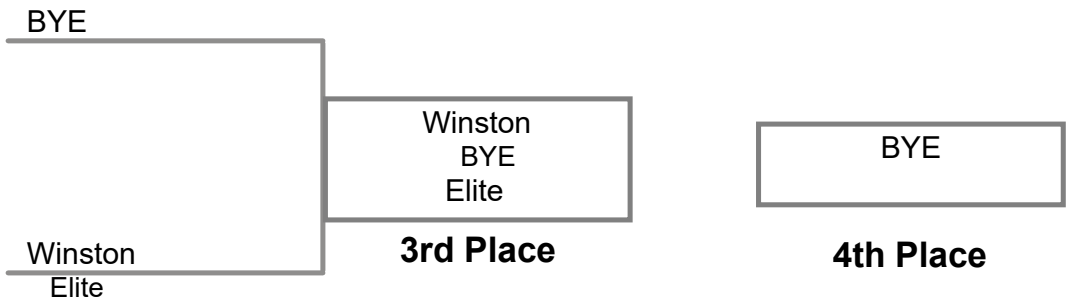 BYE
Winston
BYE
Elite
3rd Place
BYE
4th Place
Winston
Elite